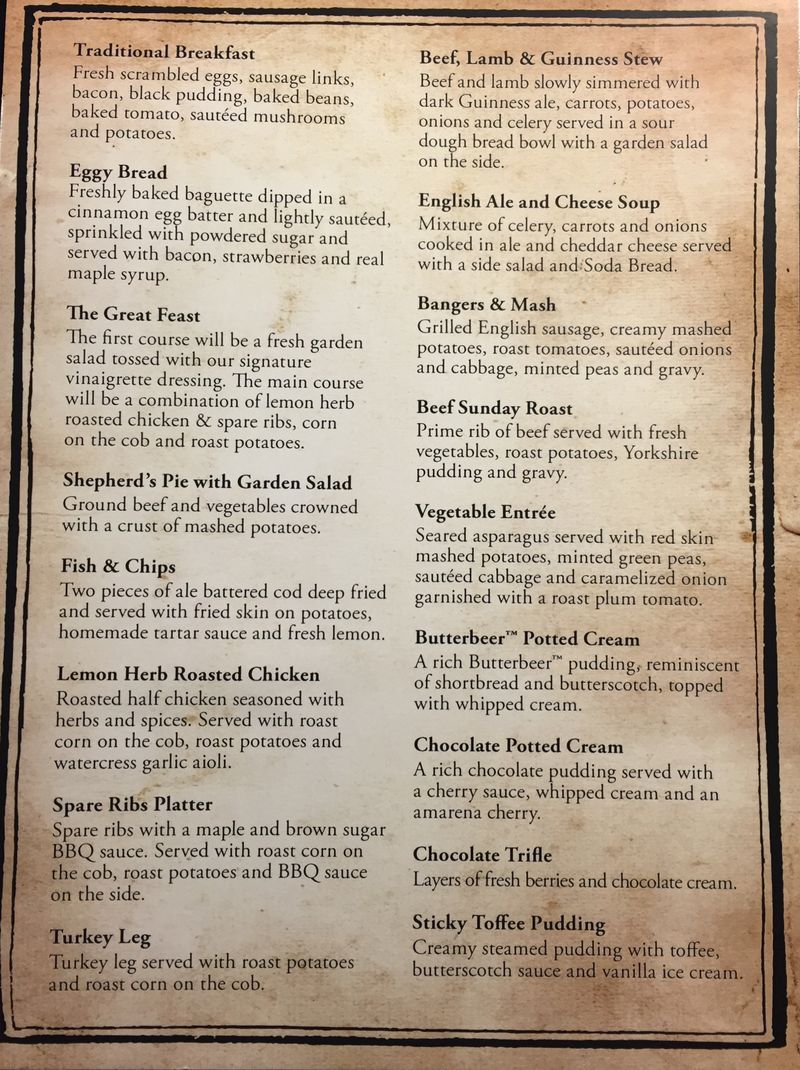 Traditional Breakfast
Fresh scrambled eggs, sausage links,
bacon, black pudding, baked beans,
baked tomato, sautéed mushrooms
and potatoes.
Eggy Bread
Freshly baked baguette dipped in a
cinnamon egg batter and lightly sautéed,
sprinkled with powdered sugar and
served with bacon, strawberries and real
maple syrup.
The Great Feast
The first course will be a fresh garden
salad tossed with our signature
vinaigrette dressing. The main course
will be a combination of lemon herb
roasted chicken & spare ribs, corn
on the cob and roast potatoes.
Shepherd's Pie with Garden Salad
Ground beef and vegetables crowned
with a crust of mashed potatoes.
Fish & Chips
Two pieces of ale battered cod deep fried
and served with fried skin on potatoes,
homemade tartar sauce and fresh lemon.
Lemon Herb Roasted Chicken
Roasted half chicken seasoned with
herbs and spices. Served with roast
corn on the cob, roast potatoes and
watercress garlic aioli.
Spare Ribs Platter
Spare ribs with a maple and brown sugar
BBQ sauce. Served with roast corn on
the cob, roast potatoes and BBQ sauce
on the side.
Turkey Leg
Turkey leg served with roast potatoes
and roast corn on the cob.
Beef, Lamb & Guinness Stew
Beef and lamb slowly simmered with
dark Guinness ale, carrots, potatoes,
onions and celery served in a sour
dough bread bowl with a garden salad
on the side.
English Ale and Cheese Soup
Mixture of celery, carrots and onions
cooked in ale and cheddar cheese served
with a side salad and Soda Bread.
Bangers & Mash
Grilled English sausage, creamy mashed
potatoes, roast tomatoes, sautéed onions
and cabbage, minted peas and gravy.
Beef Sunday Roast
Prime rib of beef served with fresh
vegetables, roast potatoes, Yorkshire
pudding and gravy.
Vegetable Entrée
Seared asparagus served with red skin
mashed potatoes, minted green peas,
sautéed cabbage and caramelized onion
garnished with a roast plum tomato.
Butterbeer™ Potted Cream
A rich Butterbeer™ pudding, reminiscent
of shortbread and butterscotch, topped
with whipped cream.
Chocolate Potted Cream
A rich chocolate pudding served with
a cherry sauce, whipped cream and an
amarena cherry.
Chocolate Trifle
Layers of fresh berries and chocolate cream.
Sticky Toffee Pudding
Creamy steamed pudding with toffee,
butterscotch sauce and vanilla ice cream.